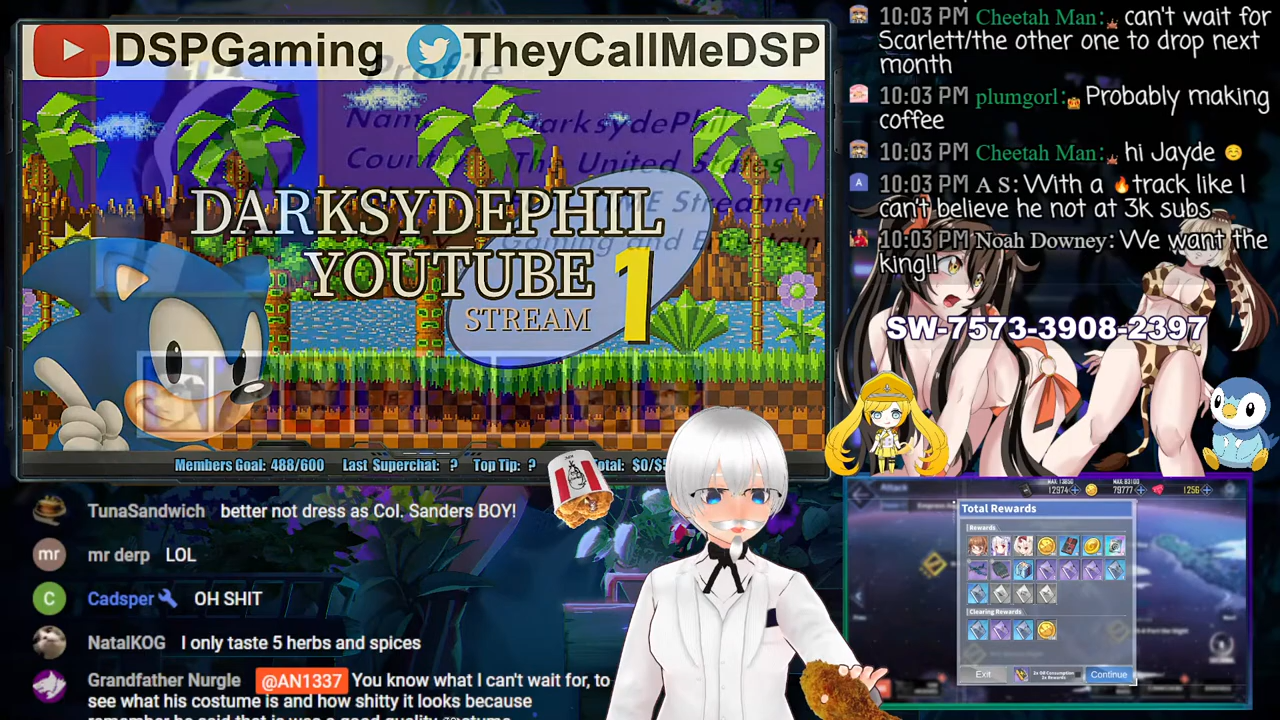 DSPGaming TheyCallMeDSP
Profile
DARKSYDEPHIL
YOUTUBE 1
STREAM
Members Goal: 488/600 Last Superchat: ? Top Tip: ?
TunaSandwich better not dress as Col. Sanders BOY!
mr mr derp LOL
C Cadsper OH SHIT
NatalKOG I only taste 5 herbs and spices
Grandfather Nurgle @AN1337 You know what I can't wait for, to
see what his costume is and how shitty it looks because
10:03 PM Cheetah Man: can't wait for
Scarlett/the other one to drop next
month
10:03 PM plumgorl: Probably making
coffee
10:03 PM Cheetah Man: hi Jayde
A 10:03 PM A S: With a 🔥track like I
can't believe he not at 3k subs
10:03 PM Noah Downey: We want the
king!!
SW-7573-3908-2397
Attack
12974 79777 1256
Total Rewards
Rewards
Clearing Rewards
Exit
Continue